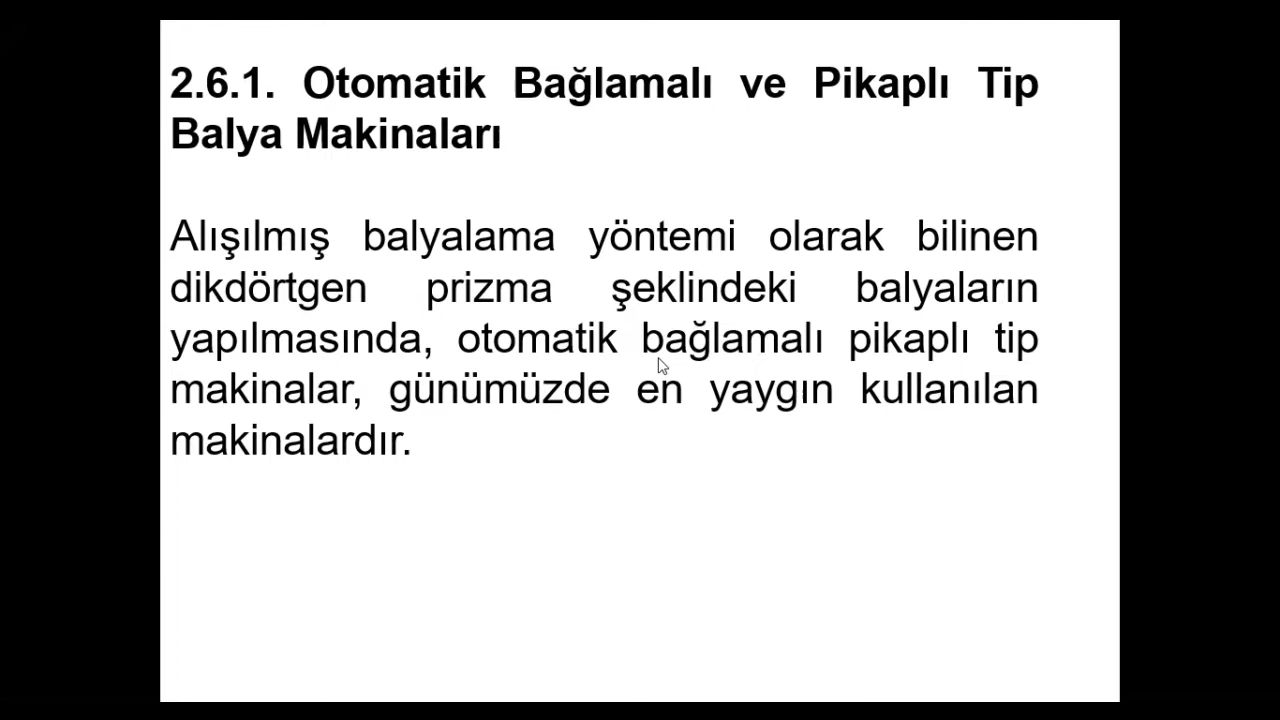 2.6.1. Otomatik Bağlamalı ve Pikaplı Tip
Balya Makinaları
Alışılmış balyalama yöntemi olarak bilinen
dikdörtgen prizma şeklindeki balyaların
yapılmasında, otomatik bağlamalı pikaplı tip
makinalar, günümüzde en yaygın kullanılan
makinalardır.